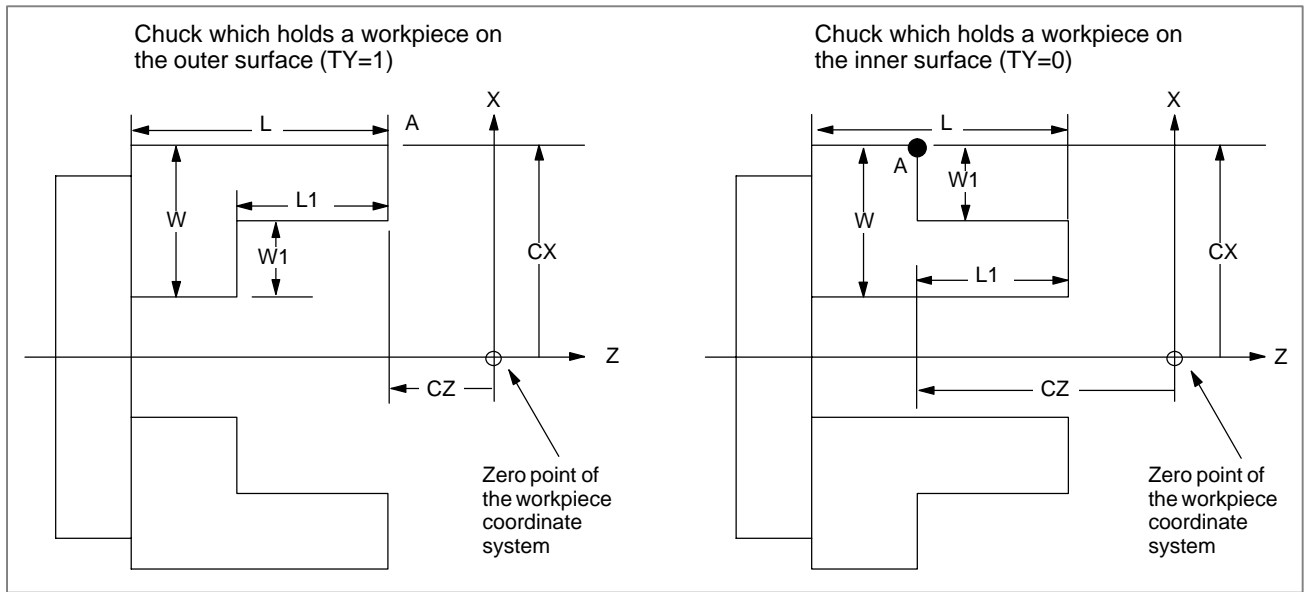 Chuck which holds a workpiece on
the outer surface (TY=1)
X
L
A
L1
W
W1
CX
Z
CZ
Zero point of
the workpiece
coordinate
system
Chuck which holds a workpiece on
the inner surface (TY=0)
X
L
A
W1
W
CX
L1
Z
CZ
Zero point of
the workpiece
coordinate
system